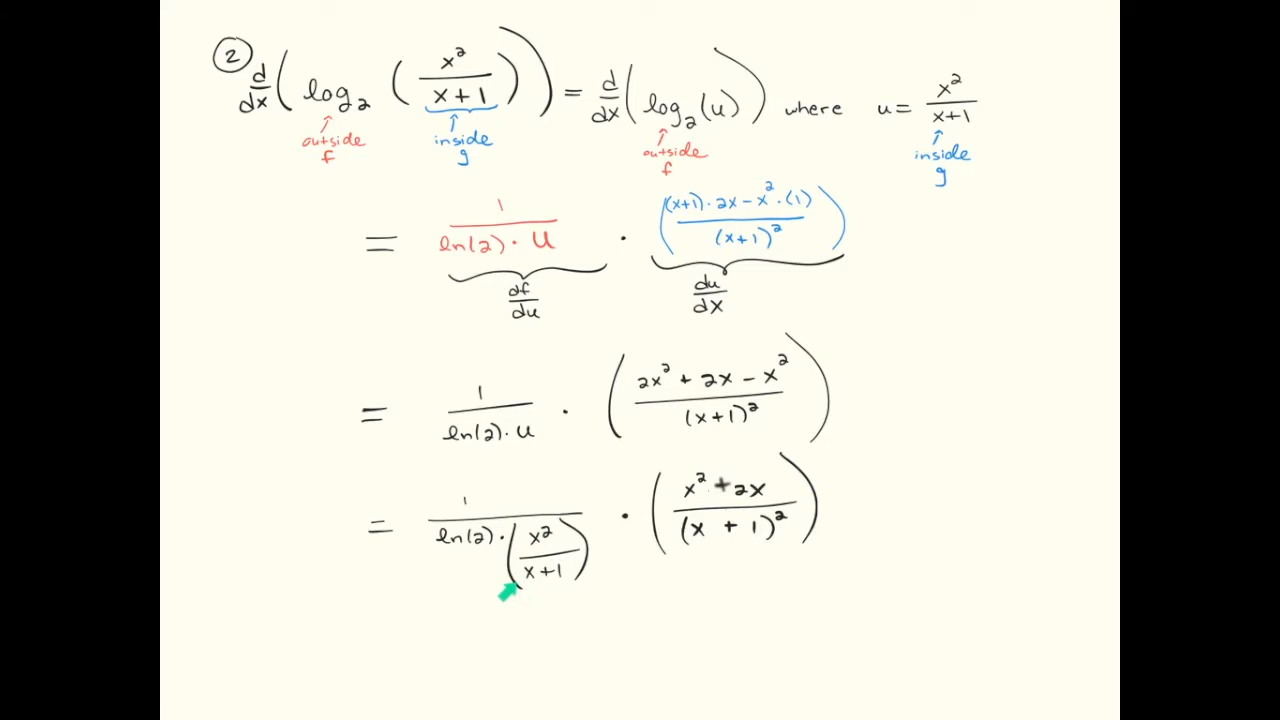 ② d/dx ( log₂ ( x²/(x+1) ) ) = d/dx ( log₂(u) ) where u = x²/(x+1)
outside f inside g outside f inside g
= 1/(ln(2) · u) · ( ((x+1) · 2x − x² · (1))/(x+1)² )
df/du du/dx
= 1/(ln(2) · u) · ( (2x² + 2x − x²)/(x+1)² )
= 1/(ln(2) · ( x²/(x+1) )) · ( (x² + 2x)/(x + 1)² )